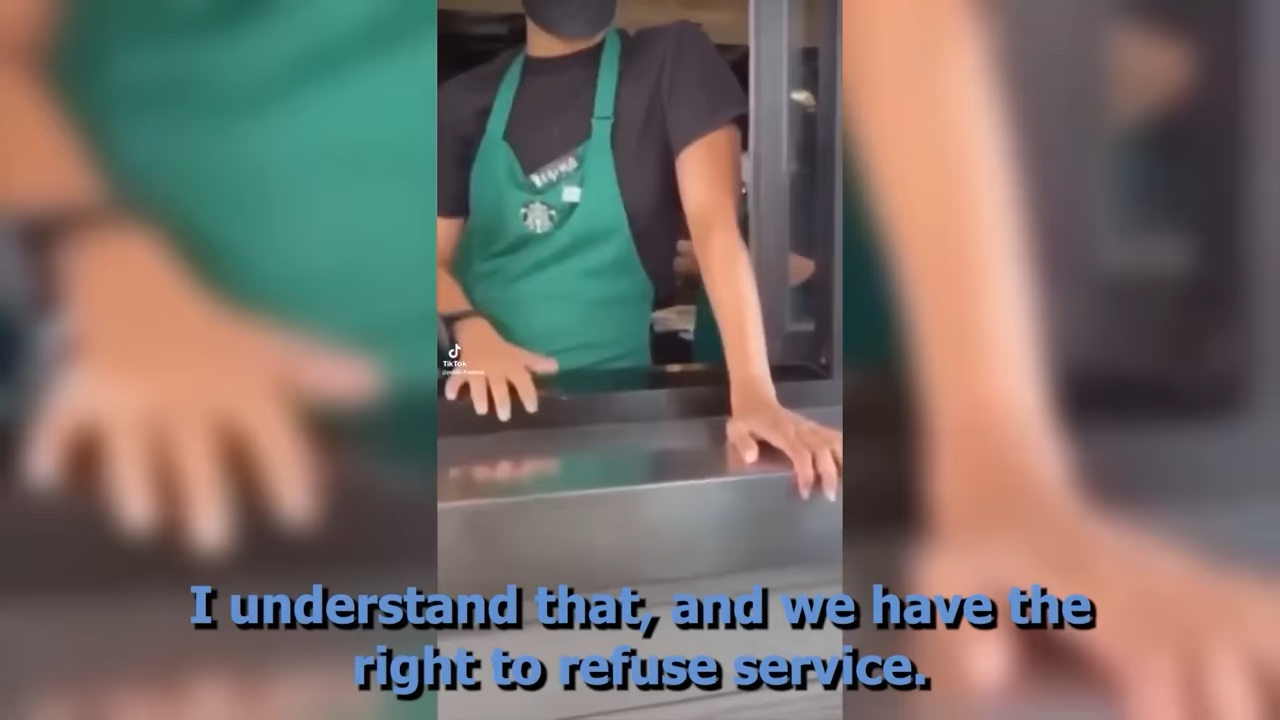 TikTok
I understand that, and we have the
right to refuse service.